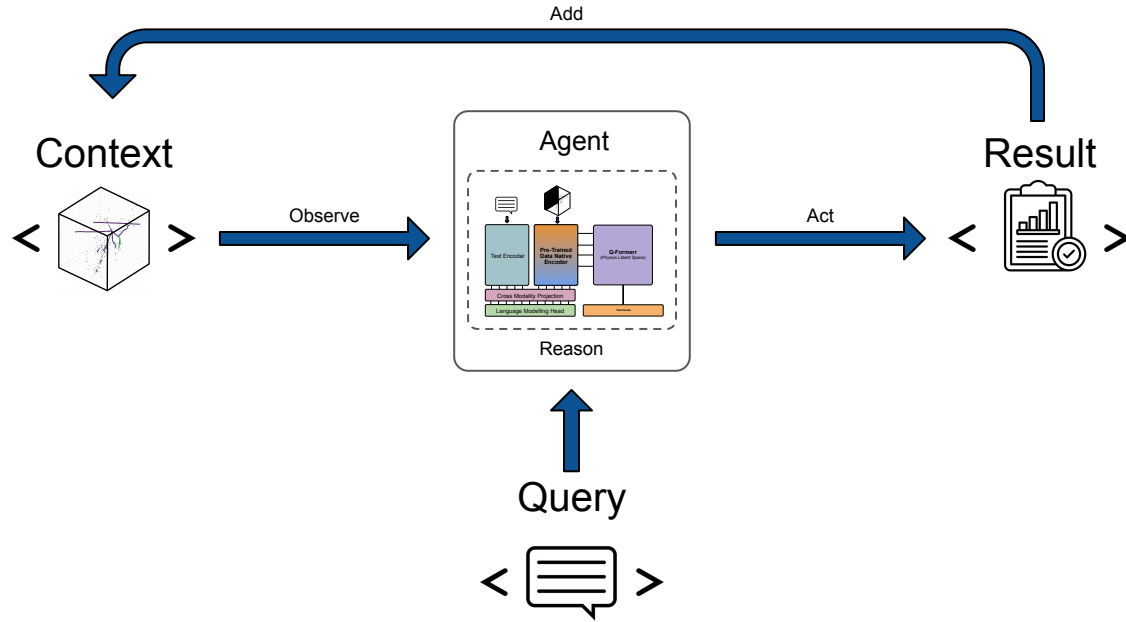 Add
Context
Agent
Result
<
>
Observe
Act
<
>
Text Encoder
Pre-Trained
Data Native
Encoder
Q-Formerr
(Physics Latent Space)
Cross Modality Projection
Language Modelling Head
Reason
Query
<
>